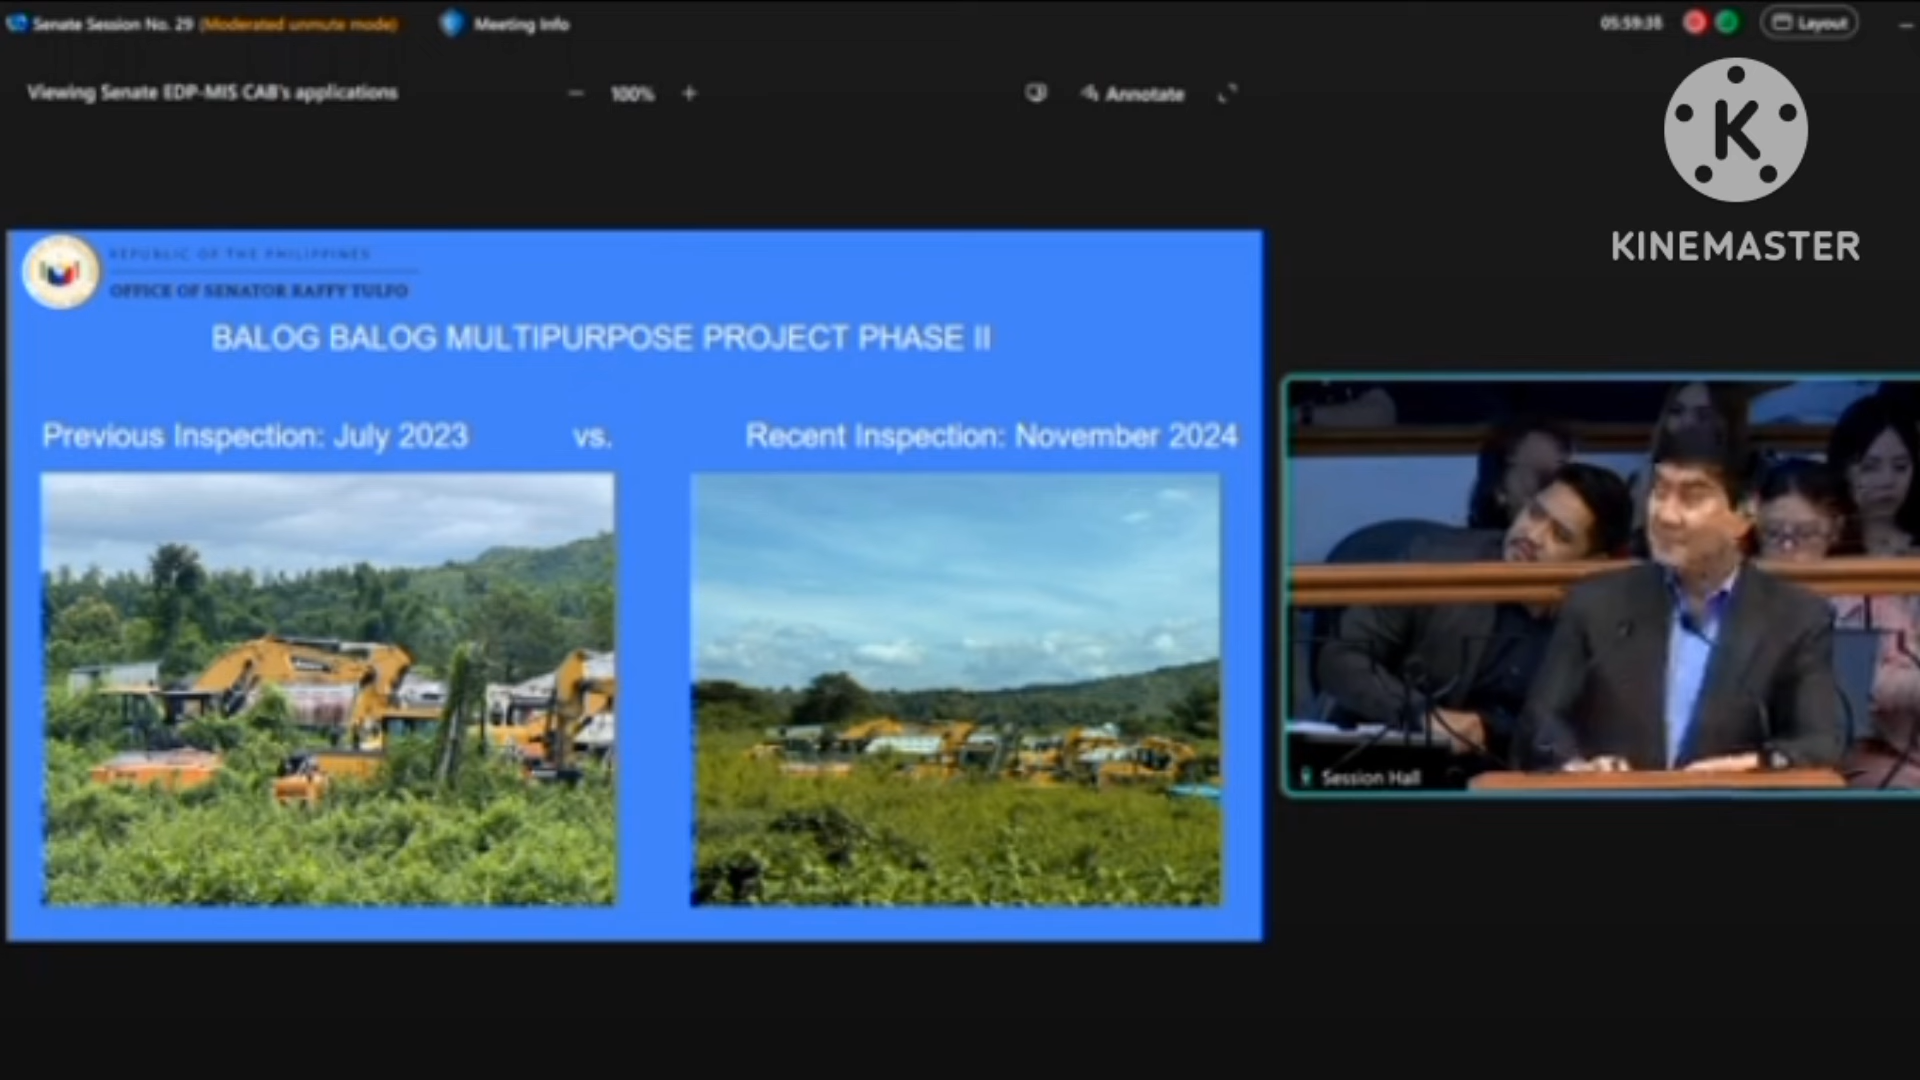 Senate Session No. 29 (Moderated unmute mode)
Meeting Info
05:59:38
Layout
Viewing Senate EDP-MIS CAB's applications
100%
Annotate
K
KINEMASTER
REPUBLIC OF THE PHILIPPINES
OFFICE OF SENATOR RAFFY TULFO
BALOG BALOG MULTIPURPOSE PROJECT PHASE II
Previous Inspection: July 2023 vs. Recent Inspection: November 2024
Session Hall